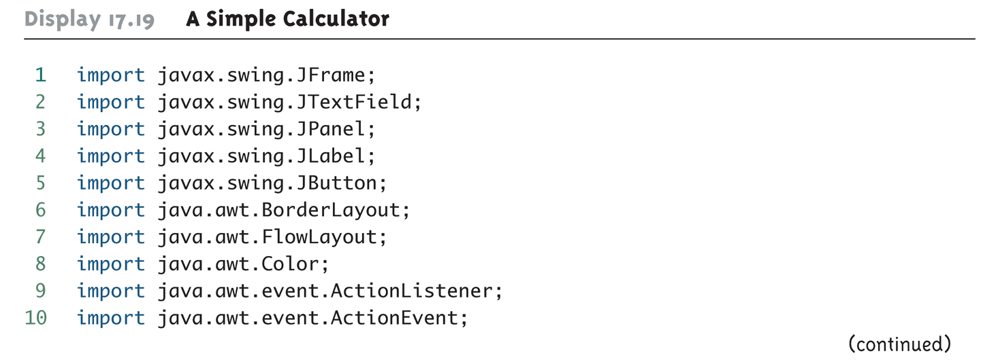 Display 17.19 A Simple Calculator
1 import javax.swing.JFrame;
2 import javax.swing.JTextField;
3 import javax.swing.JPanel;
4 import javax.swing.JLabel;
5 import javax.swing.JButton;
6 import java.awt.BorderLayout;
7 import java.awt.FlowLayout;
8 import java.awt.Color;
9 import java.awt.event.ActionListener;
10 import java.awt.event.ActionEvent;
(continued)